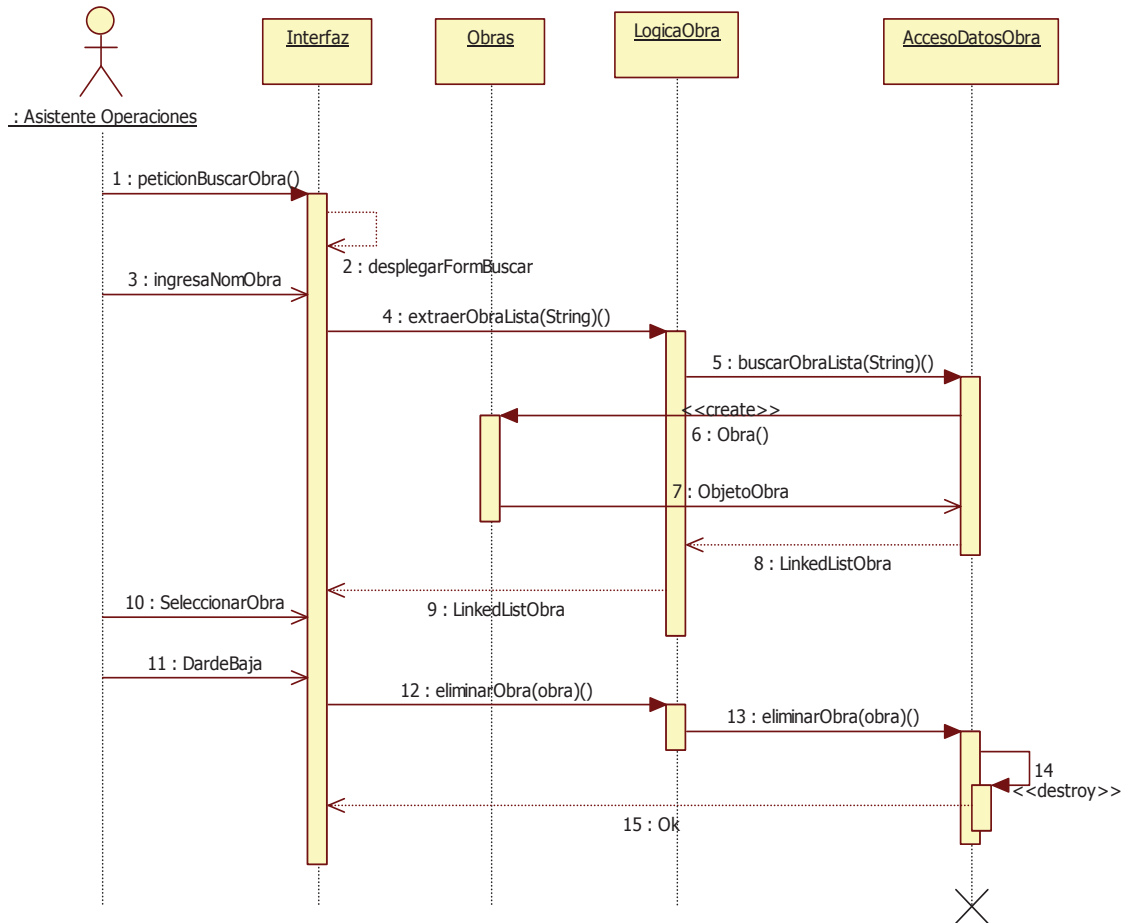 Interfaz
Obras
LogicaObra
AccesoDatosObra
: Asistente Operaciones
1 : peticionBuscarObra()
2 : desplegarFormBuscar
3 : ingresaNomObra
4 : extraerObraLista(String)()
5 : buscarObraLista(String)()
<<create>>
6 : Obra()
7 : ObjetoObra
8 : LinkedListObra
9 : LinkedListObra
10 : SeleccionarObra
11 : DardeBaja
12 : eliminarObra(obra)()
13 : eliminarObra(obra)()
14
<<destroy>>
15 : Ok